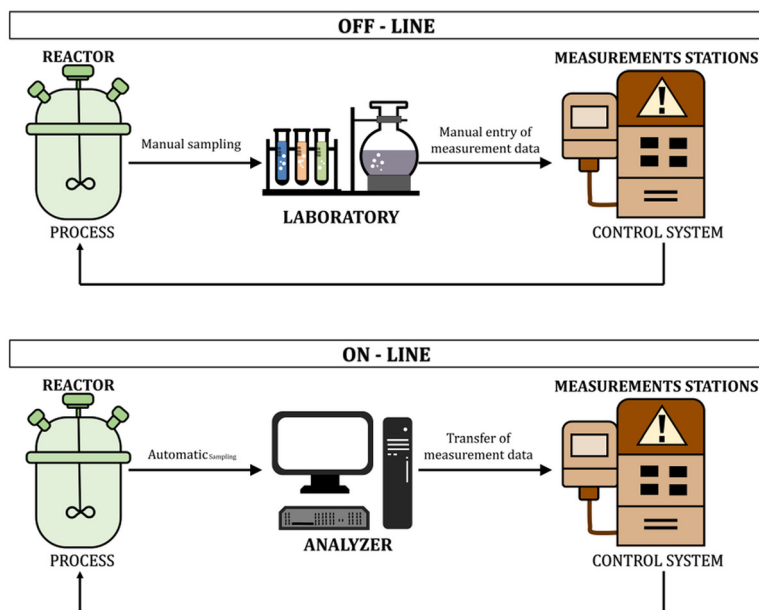 OFF - LINE
REACTOR
MEASUREMENTS STATIONS
Manual sampling
Manual entry of
measurement data
LABORATORY
PROCESS
CONTROL SYSTEM
ON - LINE
REACTOR
MEASUREMENTS STATIONS
Automatic Sampling
Transfer of
measurement data
ANALYZER
PROCESS
CONTROL SYSTEM